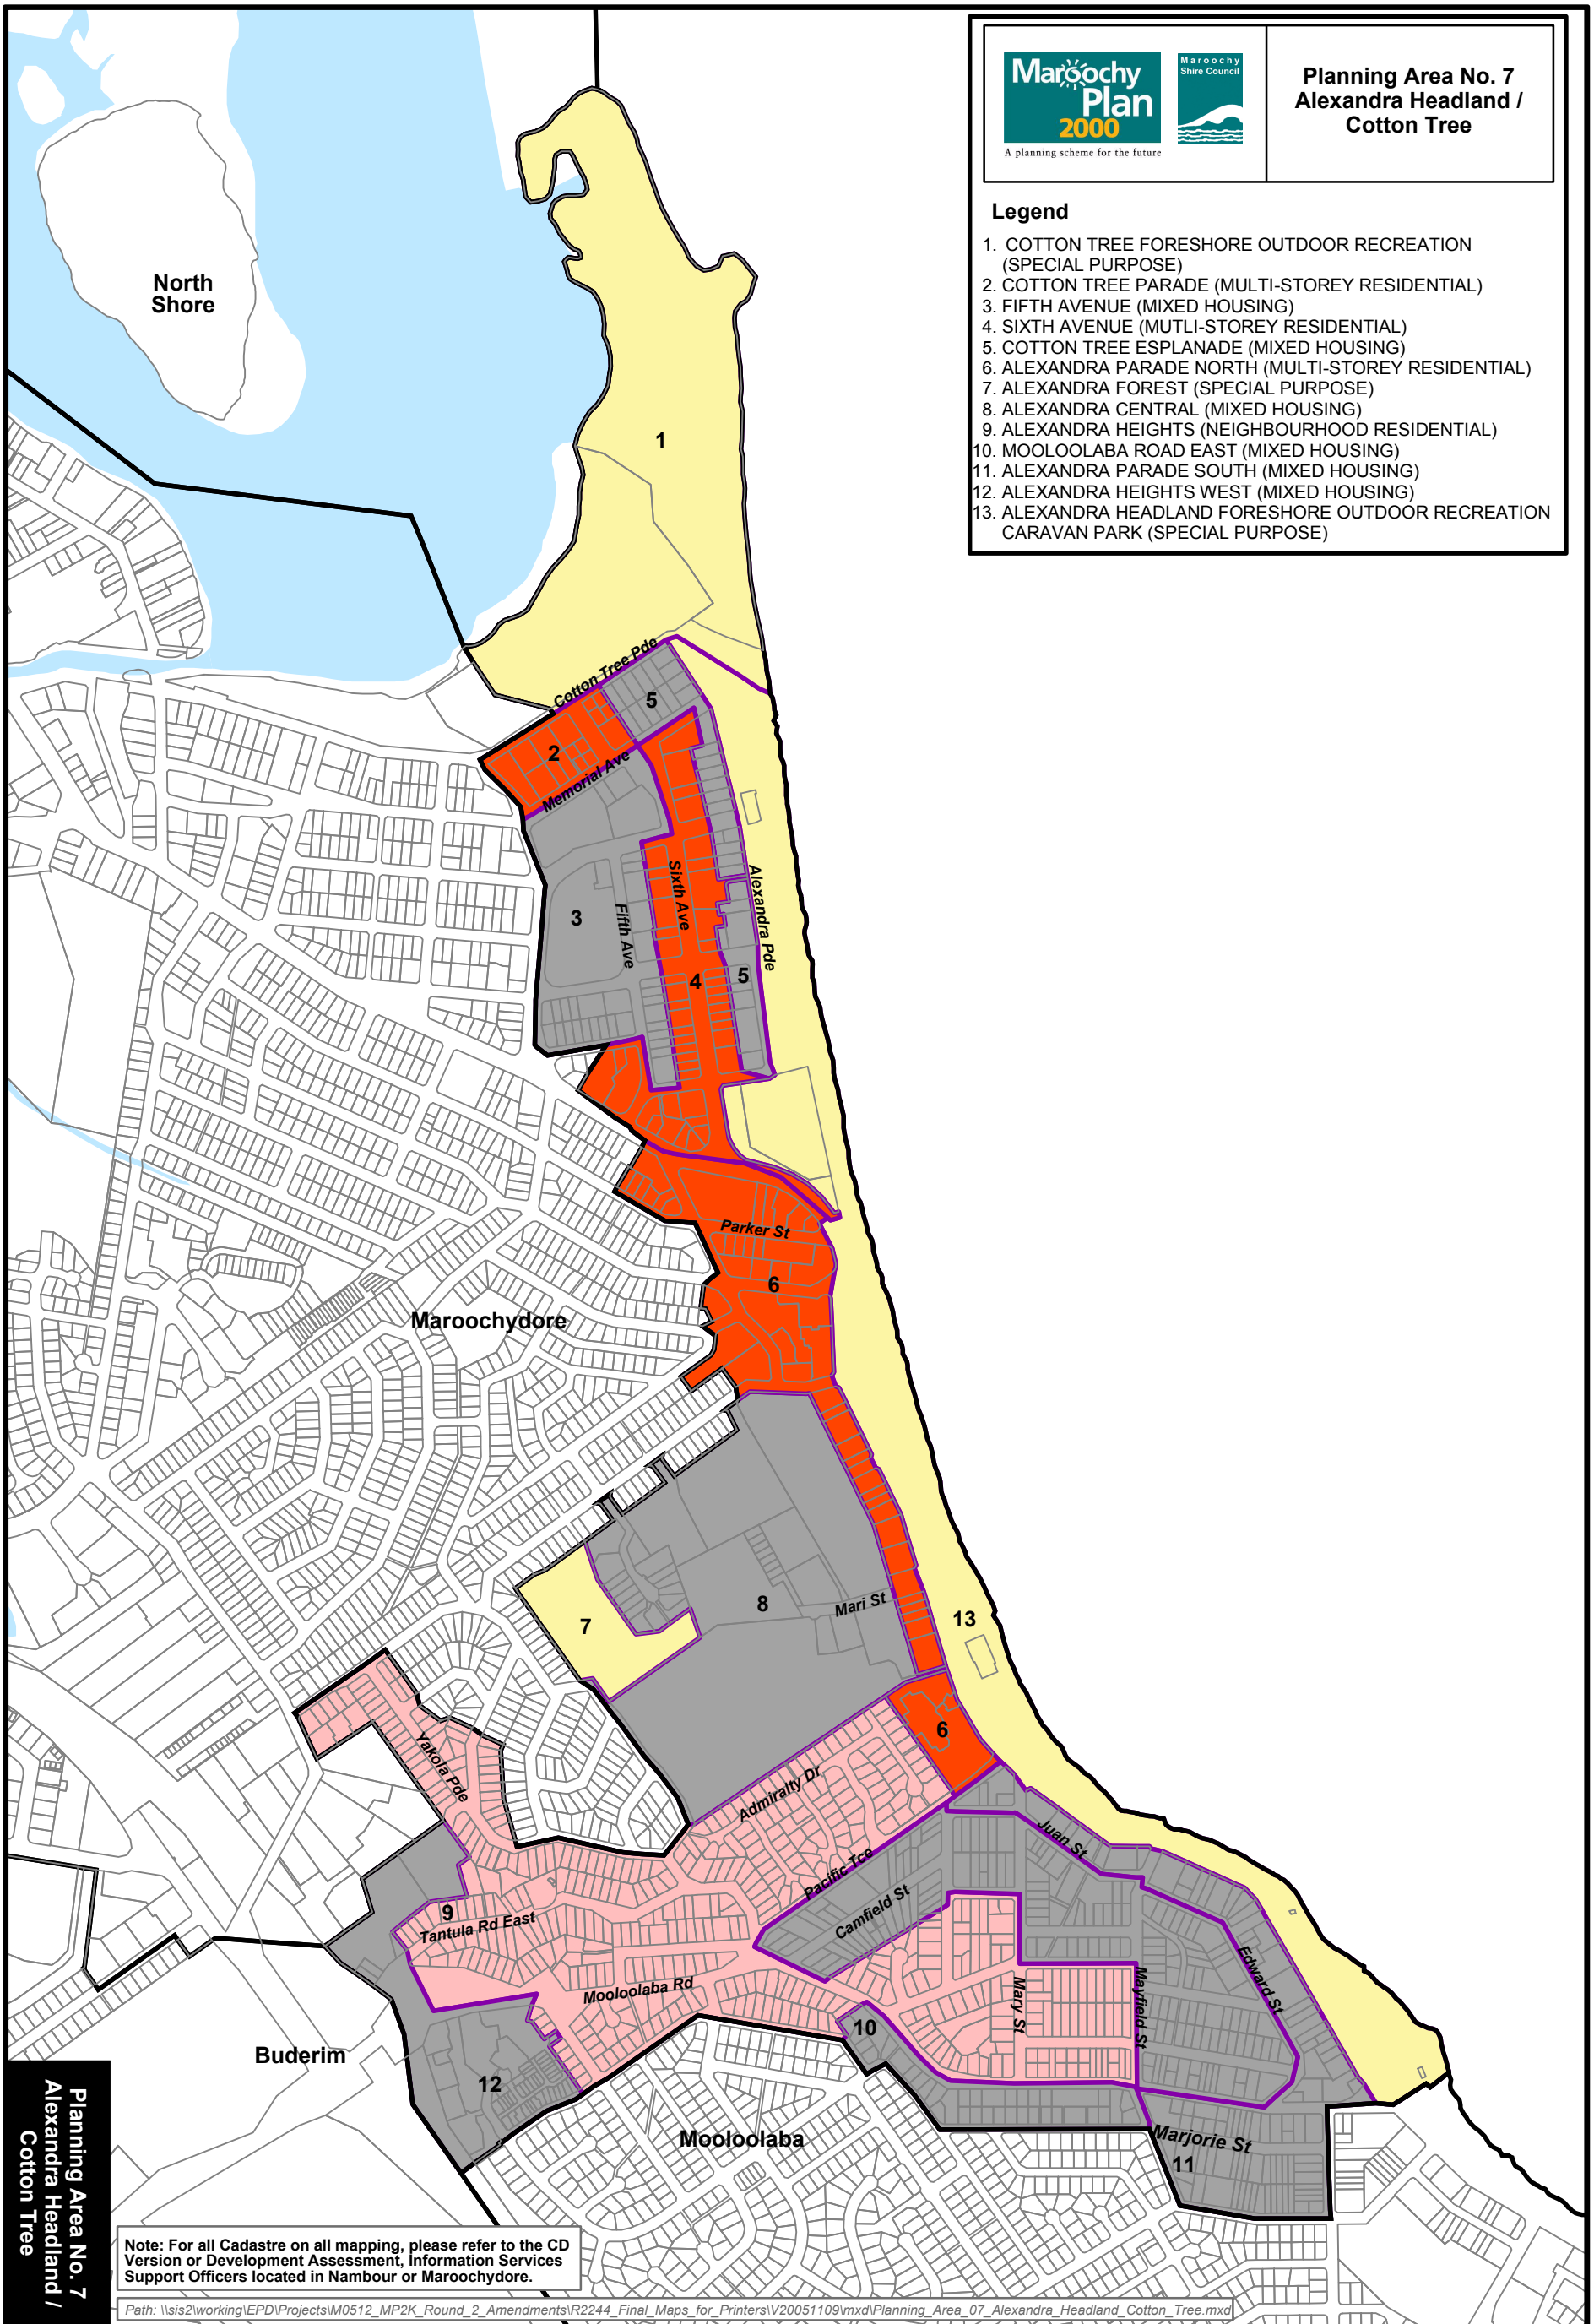 Maroochy
Plan
2000
A planning scheme for the future
Maroochy
Shire Council
Planning Area No. 7
Alexandra Headland /
Cotton Tree
Legend
1. COTTON TREE FORESHORE OUTDOOR RECREATION
(SPECIAL PURPOSE)
2. COTTON TREE PARADE (MULTI-STOREY RESIDENTIAL)
3. FIFTH AVENUE (MIXED HOUSING)
4. SIXTH AVENUE (MUTLI-STOREY RESIDENTIAL)
5. COTTON TREE ESPLANADE (MIXED HOUSING)
6. ALEXANDRA PARADE NORTH (MULTI-STOREY RESIDENTIAL)
7. ALEXANDRA FOREST (SPECIAL PURPOSE)
8. ALEXANDRA CENTRAL (MIXED HOUSING)
9. ALEXANDRA HEIGHTS (NEIGHBOURHOOD RESIDENTIAL)
10. MOOLOOLABA ROAD EAST (MIXED HOUSING)
11. ALEXANDRA PARADE SOUTH (MIXED HOUSING)
12. ALEXANDRA HEIGHTS WEST (MIXED HOUSING)
13. ALEXANDRA HEADLAND FORESHORE OUTDOOR RECREATION
CARAVAN PARK (SPECIAL PURPOSE)
North
Shore
1
Cotton Tree Pde
5
2
Memorial Ave
3
Fifth Ave
Sixth Ave
Alexandra Pde
4
5
Parker St
6
Maroochydore
8
Mari St
7
13
6
Yakola Pde
Admiralty Dr
Juan St
Pacific Tce
Camfield St
9
Tantula Rd East
Mooloolaba Rd
Mary St
Mayfield St
Edward St
10
Buderim
12
Mooloolaba
Marjorie St
11
Planning Area No. 7
Alexandra Headland /
Cotton Tree
Note: For all Cadastre on all mapping, please refer to the CD
Version or Development Assessment, Information Services
Support Officers located in Nambour or Maroochydore.
Path: \\sis2\working\EPD\Projects\M0512_MP2K_Round_2_Amendments\R2244_Final_Maps_for_Printers\V20051109\mxd\Planning_Area_07_Alexandra_Headland_Cotton_Tree.mxd